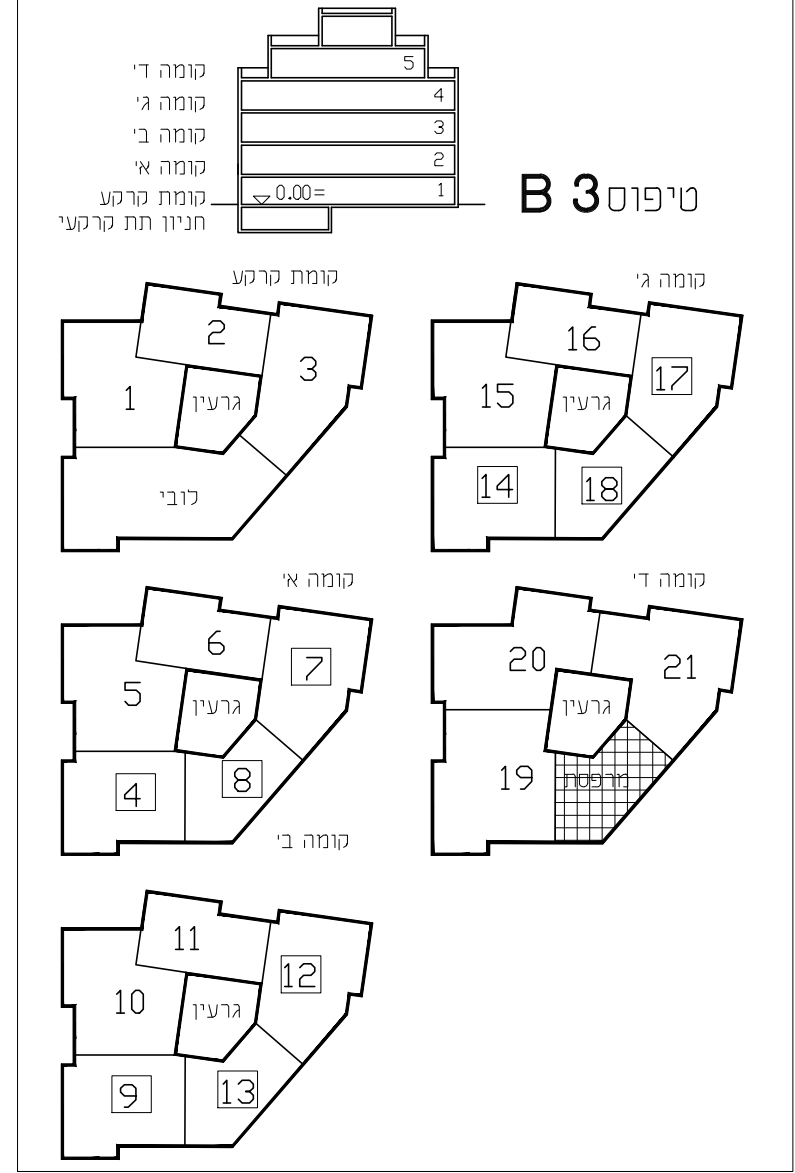 קומה ד' 5
קומה ג' 4
קומה ב' 3
קומה א' 2
קומת קרקע 0.00= 1
חניון תת קרקעי
טיפוס B 3
קומת קרקע
1
2
3
גרעין
לובי
קומה ג'
16
17
15
גרעין
14
18
קומה א'
6
7
5
גרעין
4
8
קומה ד'
20
21
גרעין
19
מרפסת
קומה ב'
11
12
10
גרעין
9
13